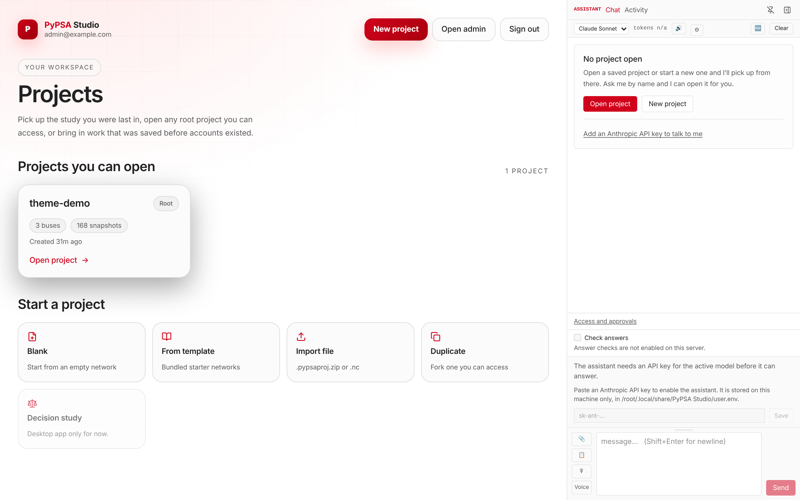 P
PyPSA Studio
admin@example.com
New project
Open admin
Sign out
YOUR WORKSPACE
Projects
Pick up the study you were last in, open any root project you can
access, or bring in work that was saved before accounts existed.
Projects you can open
1 PROJECT
theme-demo
Root
3 buses
168 snapshots
Created 31m ago
Open project →
Start a project
Blank
Start from an empty network
From template
Bundled starter networks
Import file
.pypsaproj.zip or .nc
Duplicate
Fork one you can access
Decision study
Desktop app only for now.
ASSISTANT
Chat
Activity
Claude Sonnet
tokens n/a
Clear
No project open
Open a saved project or start a new one and I'll pick up from
there. Ask me by name and I can open it for you.
Open project
New project
Add an Anthropic API key to talk to me
Access and approvals
Check answers
Answer checks are not enabled on this server.
The assistant needs an API key for the active model before it can
answer.
Paste an Anthropic API key to enable the assistant. It is stored on this
machine only, in /root/.local/share/PyPSA Studio/user.env.
sk-ant-...
Save
message... (Shift+Enter for newline)
Voice
Send